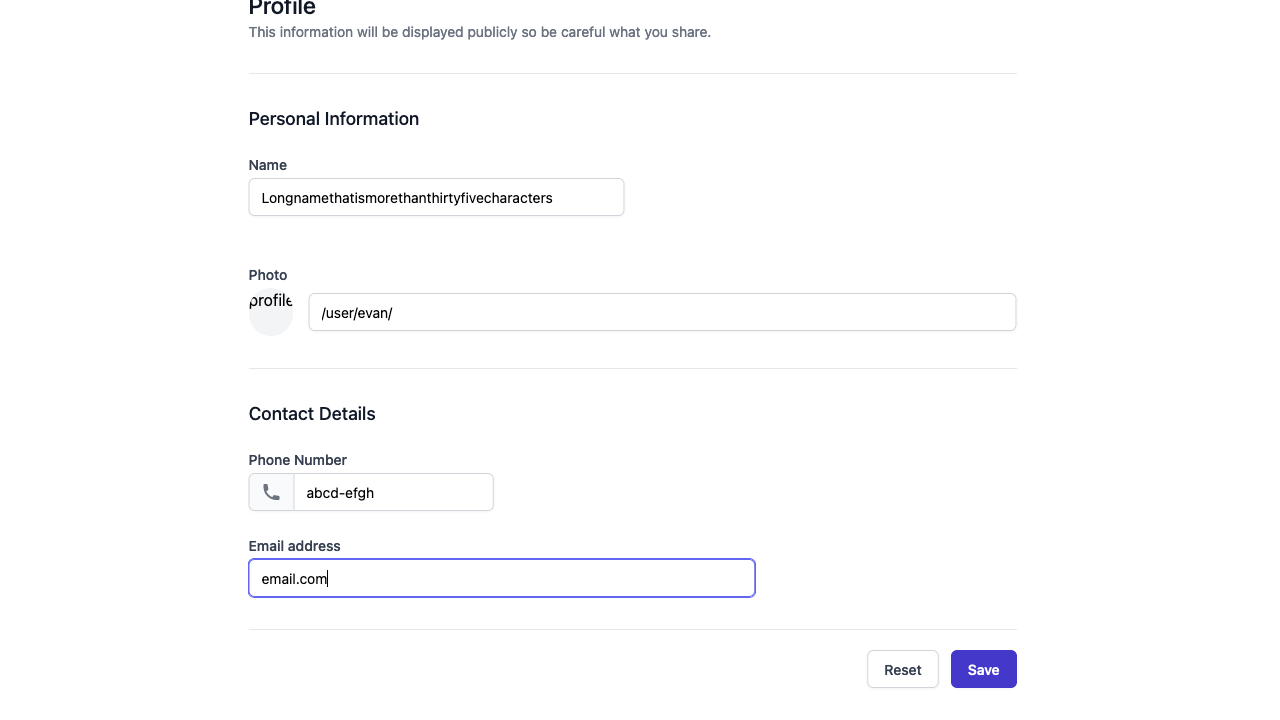 Profile
This information will be displayed publicly so be careful what you share.
Personal Information
Name
Longnamethatismorethanthirtyfivecharacters
Photo
profile
/user/evan/
Contact Details
Phone Number
abcd-efgh
Email address
email.com
Reset
Save